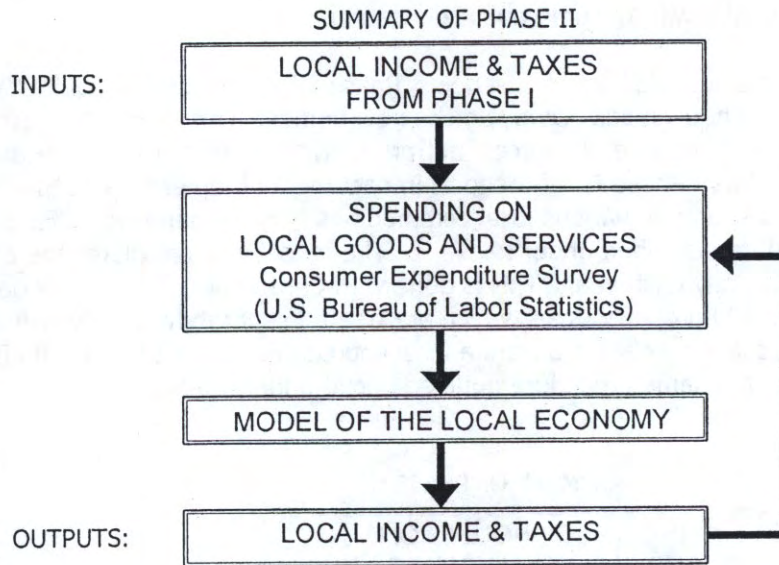 SUMMARY OF PHASE II
INPUTS:
LOCAL INCOME & TAXES
FROM PHASE I
SPENDING ON
LOCAL GOODS AND SERVICES
Consumer Expenditure Survey
(U.S. Bureau of Labor Statistics)
MODEL OF THE LOCAL ECONOMY
OUTPUTS:
LOCAL INCOME & TAXES